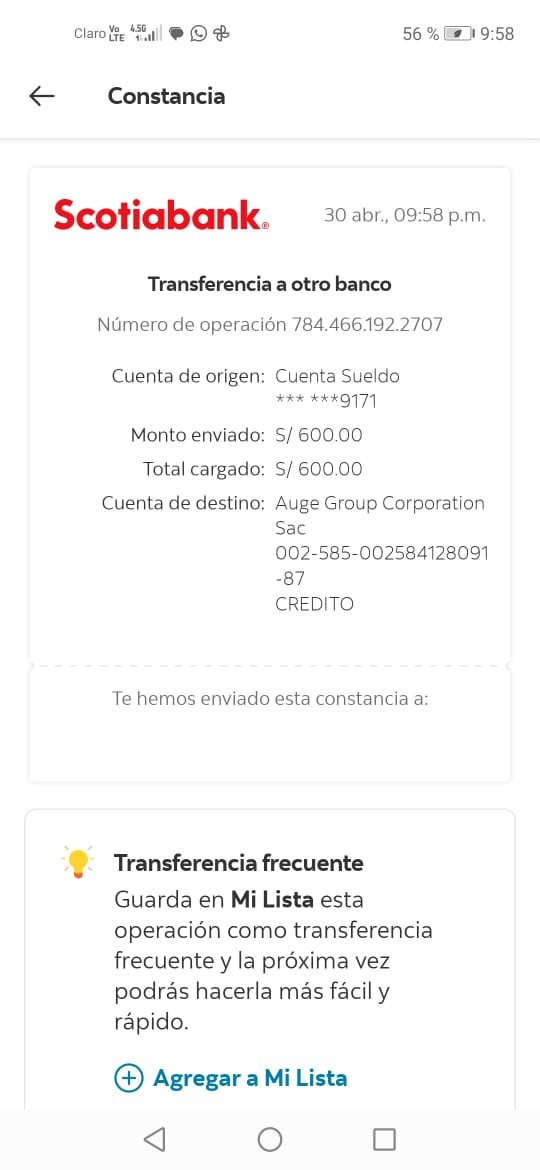 Claro Vo LTE 4.5G 56 % 9:58
Constancia
Scotiabank®
30 abr., 09:58 p.m.
Transferencia a otro banco
Número de operación 784.466.192.2707
Cuenta de origen: Cuenta Sueldo
*** ***9171
Monto enviado: S/ 600.00
Total cargado: S/ 600.00
Cuenta de destino: Auge Group Corporation
Sac
002-585-002584128091
-87
CREDITO
Te hemos enviado esta constancia a:
Transferencia frecuente
Guarda en Mi Lista esta
operación como transferencia
frecuente y la próxima vez
podrás hacerla más fácil y
rápido.
Agregar a Mi Lista